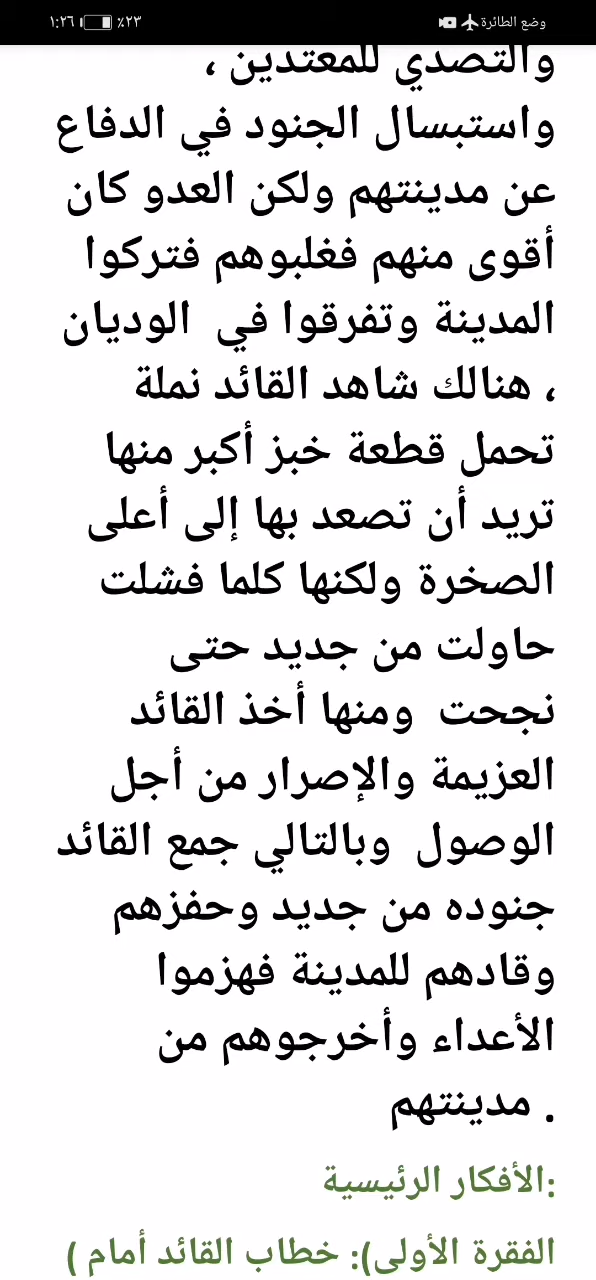 وضع الطائرة ٪٢٣ ١:٢٦
والتصدي للمعتدين ،
واستبسال الجنود في الدفاع
عن مدينتهم ولكن العدو كان
أقوى منهم فغلبوهم فتركوا
المدينة وتفرقوا في الوديان
، هنالك شاهد القائد نملة
تحمل قطعة خبز أكبر منها
تريد أن تصعد بها إلى أعلى
الصخرة ولكنها كلما فشلت
حاولت من جديد حتى
نجحت ومنها أخذ القائد
العزيمة والإصرار من أجل
الوصول وبالتالي جمع القائد
جنوده من جديد وحفزهم
وقادهم للمدينة فهزموا
الأعداء وأخرجوهم من
. مدينتهم
:الأفكار الرئيسية
الفقرة الأولى(: خطاب القائد أمام )